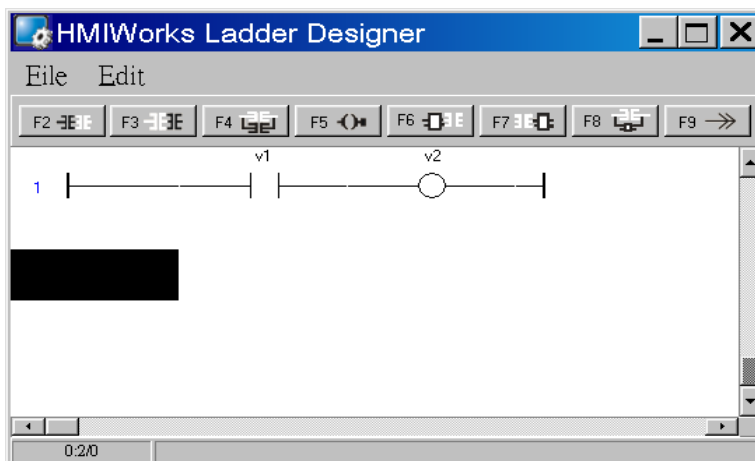 HMIWorks Ladder Designer
File Edit
F2 F3 F4 F5 F6 F7 F8 F9
v1 v2
1
0:2/0